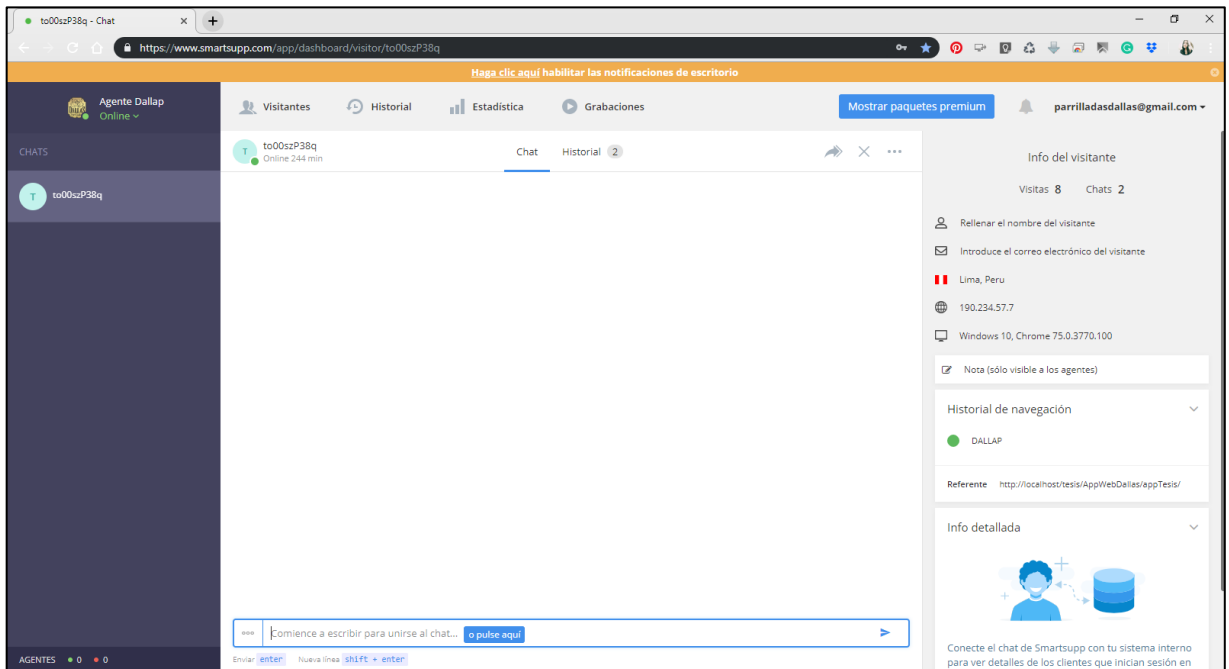 to00szP38q - Chat
https://www.smartsupp.com/app/dashboard/visitor/to00szP38q
Haga clic aquí habilitar las notificaciones de escritorio
Agente Dallap
Online
Visitantes
Historial
Estadística
Grabaciones
Mostrar paquetes premium
parrilladasdallas@gmail.com
CHATS
T
to00szP38q
T
to00szP38q
Online 244 min
Chat
Historial 2
Info del visitante
Visitas 8 Chats 2
Rellenar el nombre del visitante
Introduce el correo electrónico del visitante
Lima, Peru
190.234.57.7
Windows 10, Chrome 75.0.3770.100
Nota (sólo visible a los agentes)
Historial de navegación
DALLAP
Referente http://localhost/tesis/AppWebDallas/appTesis/
Info detallada
Conecte el chat de Smartsupp con tu sistema interno
para ver detalles de los clientes que inician sesión en
Comience a escribir para unirse al chat... o pulse aquí
Enviar enter Nueva línea shift + enter
AGENTES 0 0